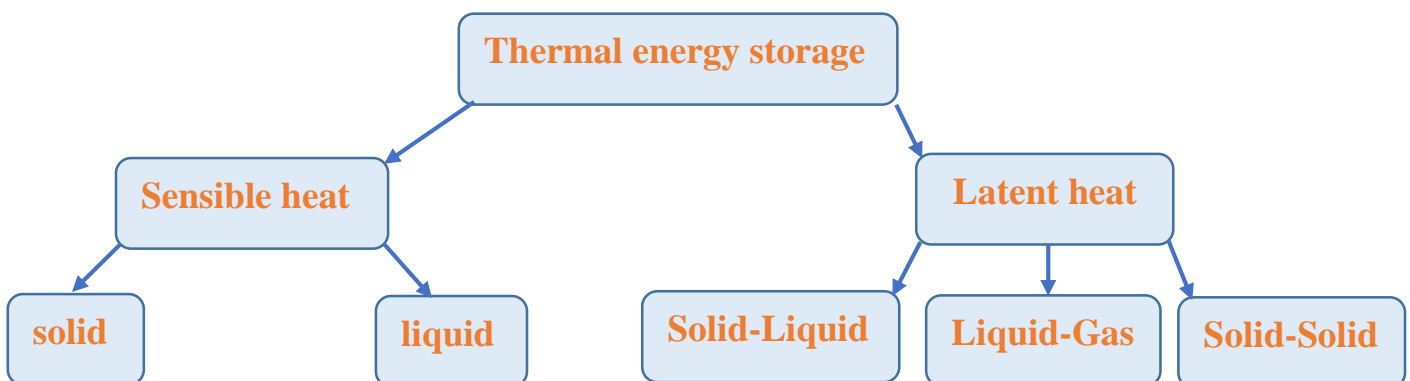 Thermal energy storage
Sensible heat
Latent heat
solid
liquid
Solid-Liquid
Liquid-Gas
Solid-Solid